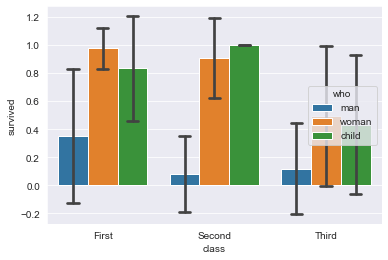 1.2
1.0
0.8
0.6
0.4
0.2
0.0
−0.2
survived
who
man
woman
child
First Second Third
class